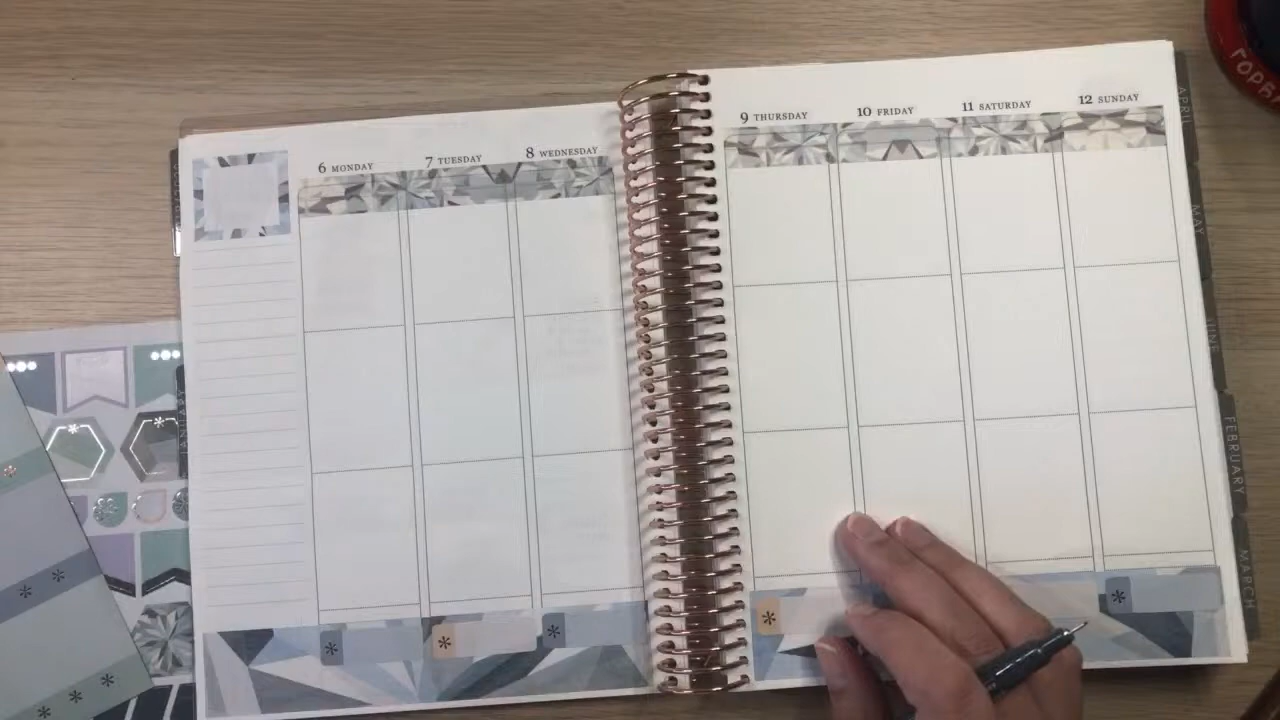 6 MONDAY
7 TUESDAY
8 WEDNESDAY
9 THURSDAY
10 FRIDAY
11 SATURDAY
12 SUNDAY
APRIL
MAY
JUNE
FEBRUARY
MARCH
JANUARY